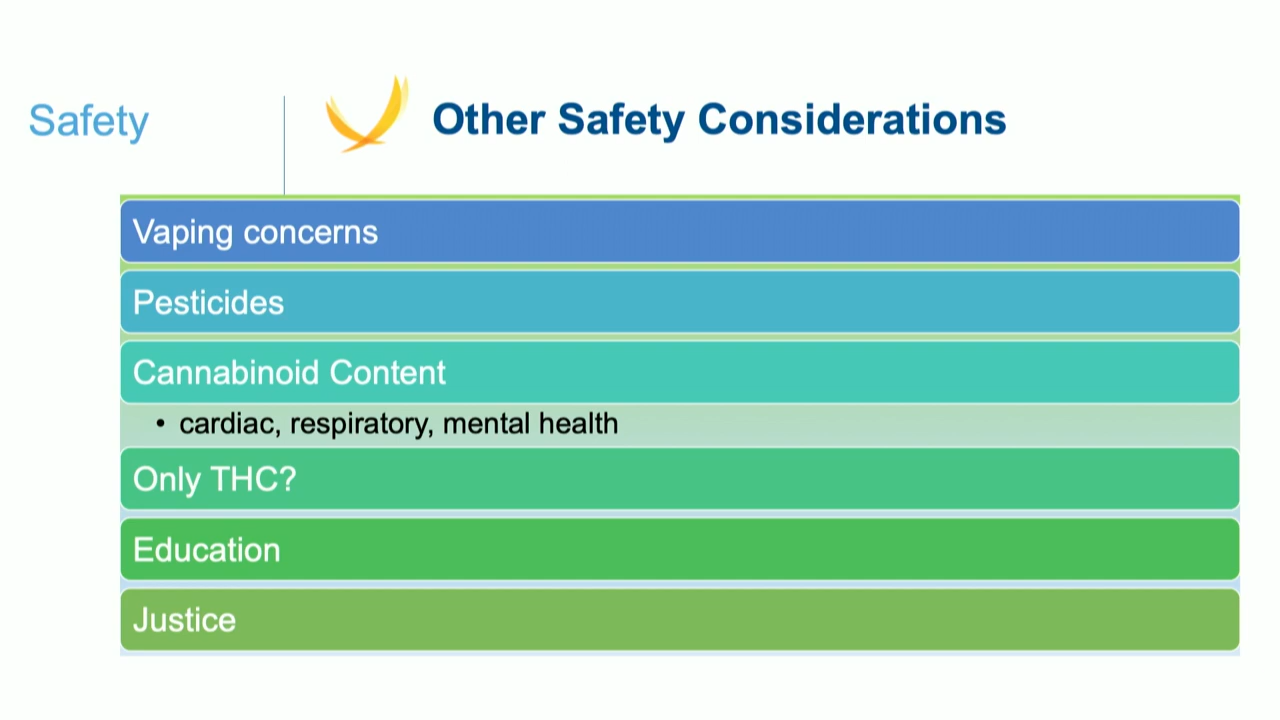 Safety
Other Safety Considerations
Vaping concerns
Pesticides
Cannabinoid Content
• cardiac, respiratory, mental health
Only THC?
Education
Justice